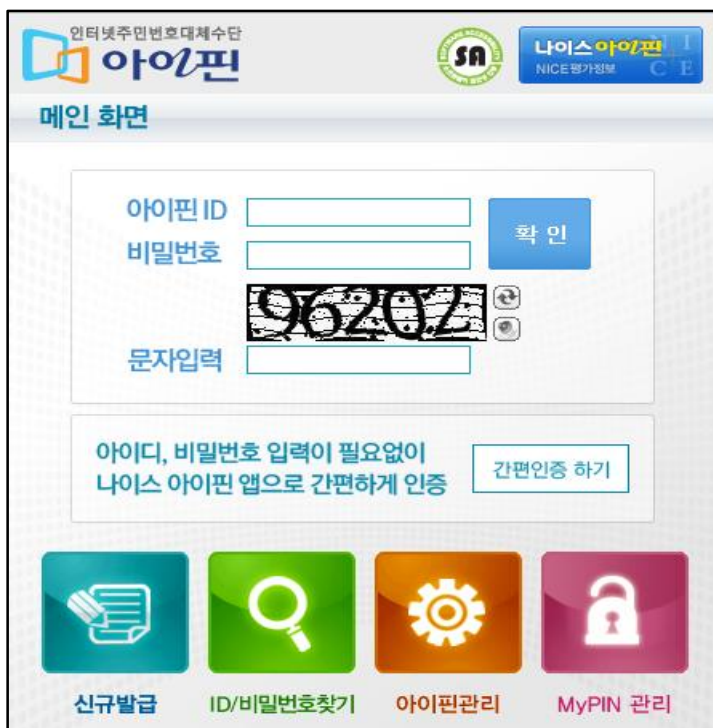 인터넷주민번호대체수단
아이핀
SOFTWARE ACCESSIBILITY
SA
나이스아이핀
NICE평가정보
NICE
메인 화면
아이핀 ID
비밀번호
확 인
96202
문자입력
아이디, 비밀번호 입력이 필요없이
나이스 아이핀 앱으로 간편하게 인증
간편인증 하기
신규발급
ID/비밀번호찾기
아이핀관리
MyPIN 관리